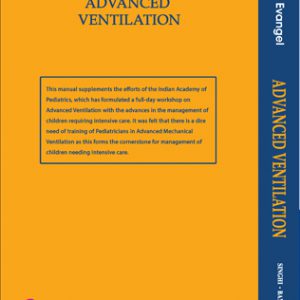 ADVANCED
VENTILATION
This manual supplements the efforts of the Indian Academy of
Pediatrics, which has formulated a full-day workshop on
Advanced Ventilation with the advances in the management of
children requiring intensive care. It was felt that there is a dire
need of training of Pediatricians in Advanced Mechanical
Ventilation as this forms the cornerstone for management of
children needing intensive care.
Evangel
ADVANCED VENTILATION
SINGHI